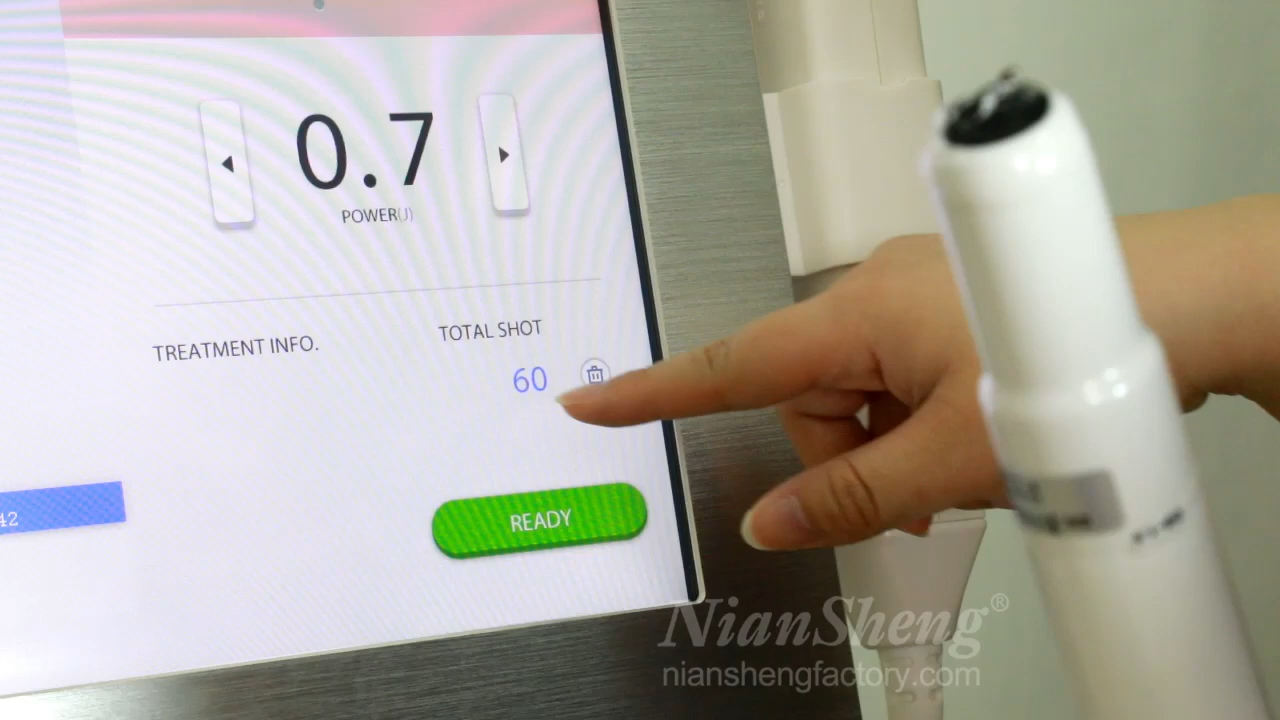 0.7
POWER(J)
TREATMENT INFO.
TOTAL SHOT
60
42
READY
NianSheng®
nianshengfactory.com